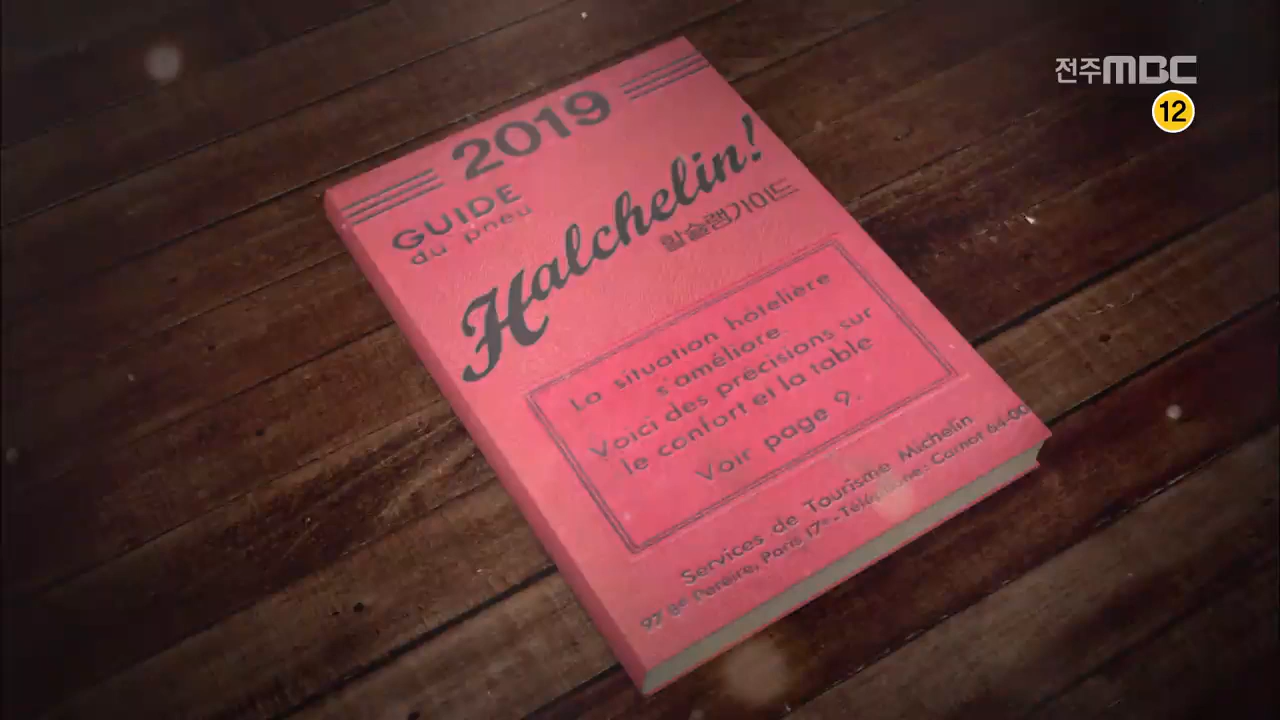 전주MBC
12
2019
GUIDE
du pneu
Halchelin!
할슐랭가이드
La situation hôtelière
s'améliore
Voici des précisions sur
le confort et la table
Voir page 9.
Services de Tourisme Michelin
97 Bd Pereire, Paris 17e - Téléphone: Carnot 64-00